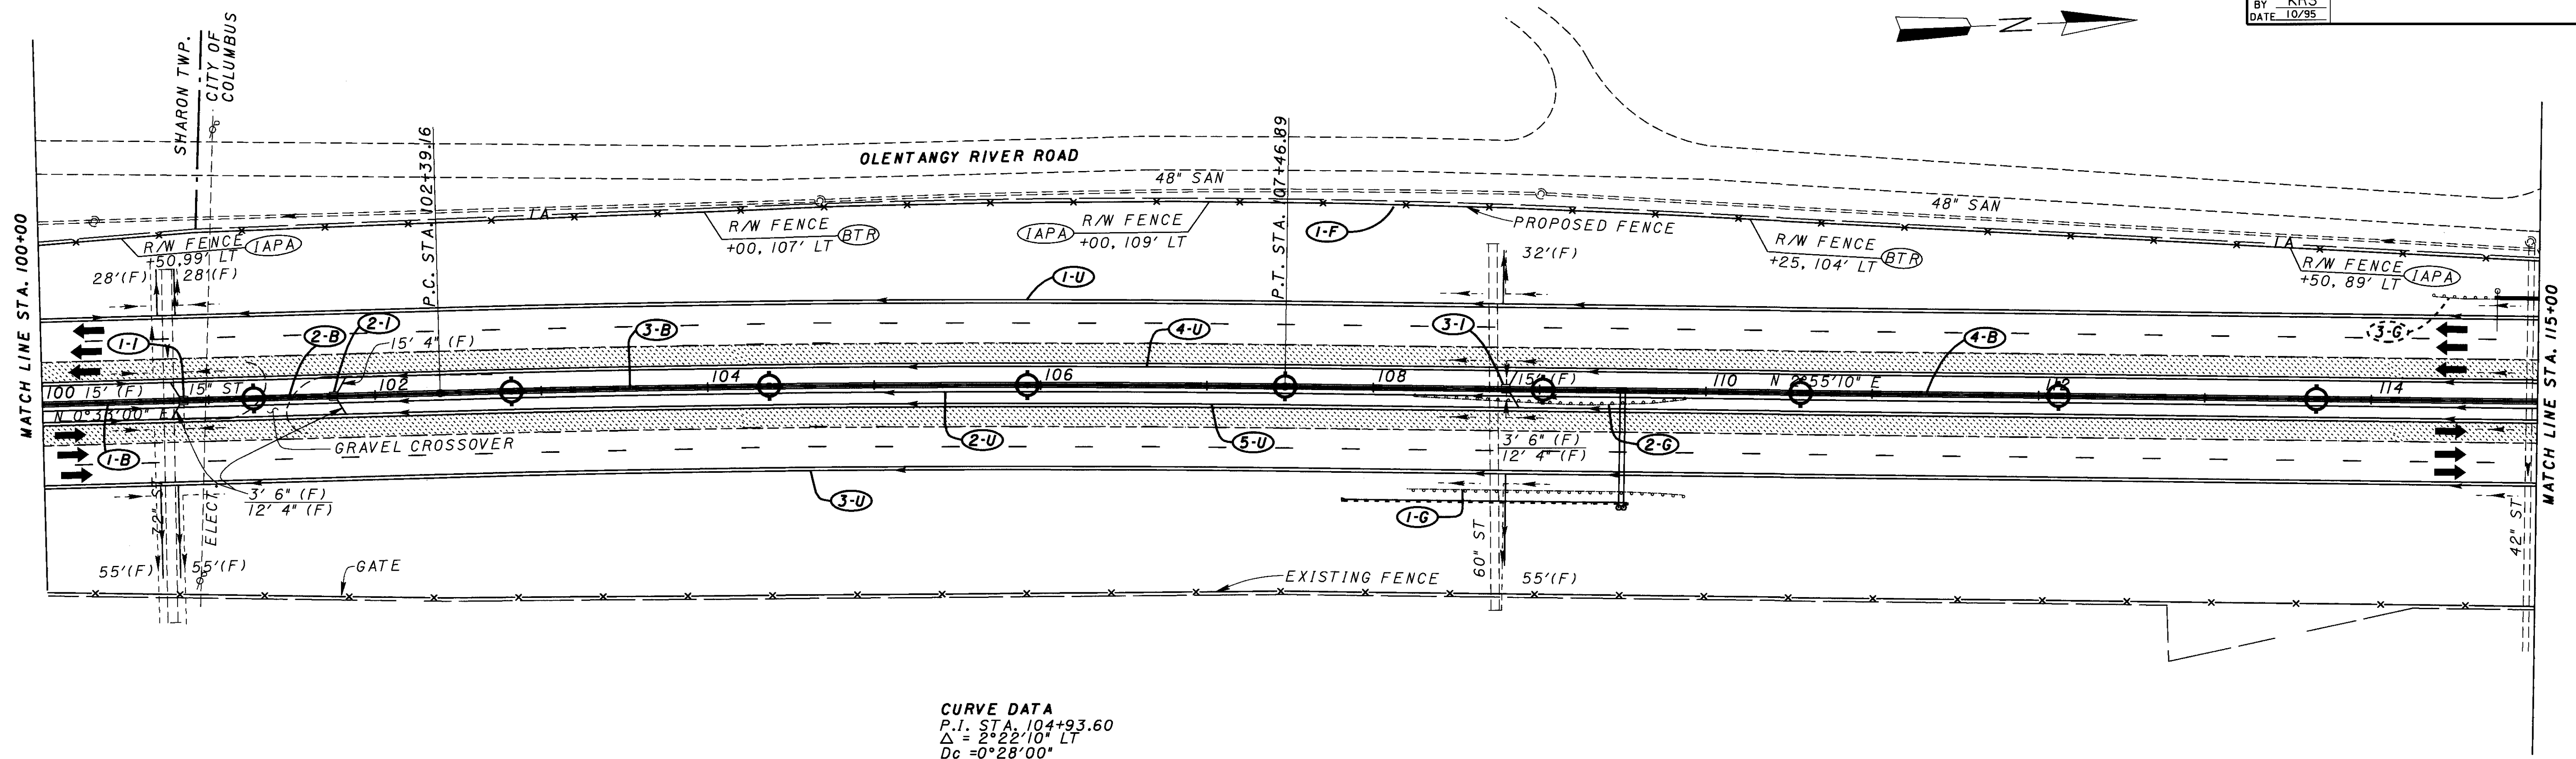 BY KRS
DATE 10/95
N
SHARON TWP.
CITY OF
COLUMBUS
MATCH LINE STA. 100+00
P.C. STA. 102+39.16
OLENTANGY RIVER ROAD
P.T. STA. 107+46.89
48" SAN
48" SAN
LA
LA
R/W FENCE
+50,99' LT
IAPA
R/W FENCE
+00, 107' LT
BTR
IAPA
R/W FENCE
+00, 109' LT
1-F
PROPOSED FENCE
R/W FENCE
+25, 104' LT
BTR
R/W FENCE
+50, 89' LT
IAPA
28'(F)
28'(F)
32'(F)
1-U
1-I
2-B
2-I
15' 4" (F)
3-B
4-U
3-I
4-B
3-G
100
15' (F)
15" ST
102
104
106
108
15' (F)
110
112
114
1-B
GRAVEL CROSSOVER
2-U
5-U
3' 6" (F)
12' 4" (F)
2-G
3' 6" (F)
12' 4" (F)
3-U
1-G
72" ST
ELECT.
60" ST
42" ST
55'(F)
55'(F)
GATE
EXISTING FENCE
55'(F)
MATCH LINE STA. 115+00
CURVE DATA
P.I. STA. 104+93.60
Δ = 2°22'10" LT
Dc =0°28'00"